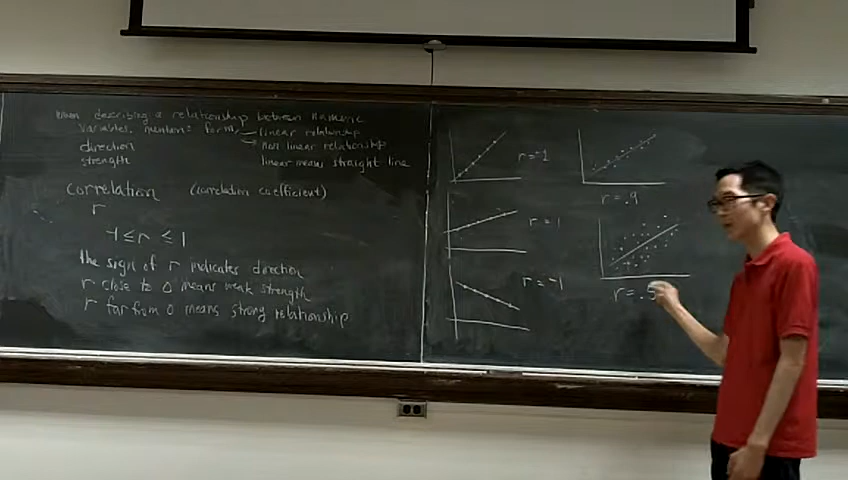 When describing a relationship between numeric
variables, mention: form
linear relationship
non linear relationship
direction
strength
linear means straight line
correlation (correlation coefficient)
r
-1 ≤ r ≤ 1
The sign of r indicates direction
r close to 0 means weak strength
r far from 0 means strong relationship
r = 1
r = 1
r = -1
r = .9
r = .5